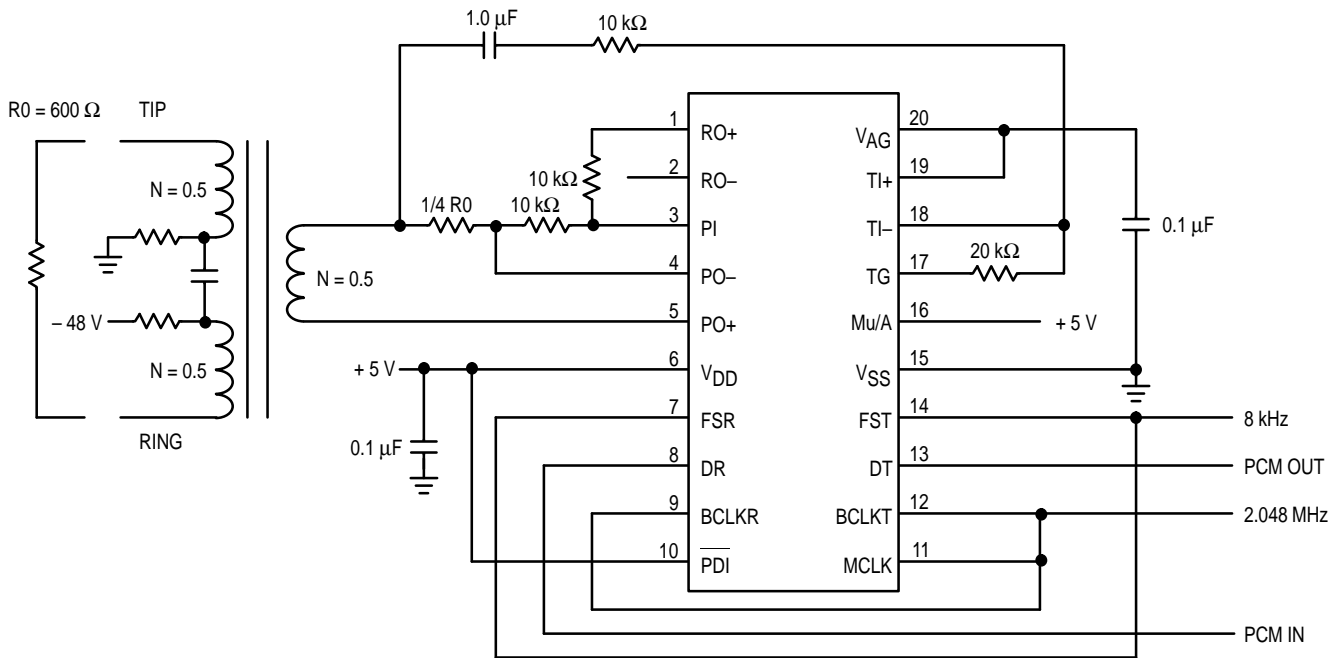 1.0 μF
10 kΩ
R0 = 600 Ω
TIP
N = 0.5
– 48 V
N = 0.5
RING
N = 0.5
1/4 R0
10 kΩ
10 kΩ
+ 5 V
0.1 μF
1 RO+
2 RO–
3 PI
4 PO–
5 PO+
6 VDD
7 FSR
8 DR
9 BCLKR
10 PDI
VAG 20
TI+ 19
TI– 18
TG 17
Mu/A 16
VSS 15
FST 14
DT 13
BCLKT 12
MCLK 11
20 kΩ
0.1 μF
+ 5 V
8 kHz
PCM OUT
2.048 MHz
PCM IN